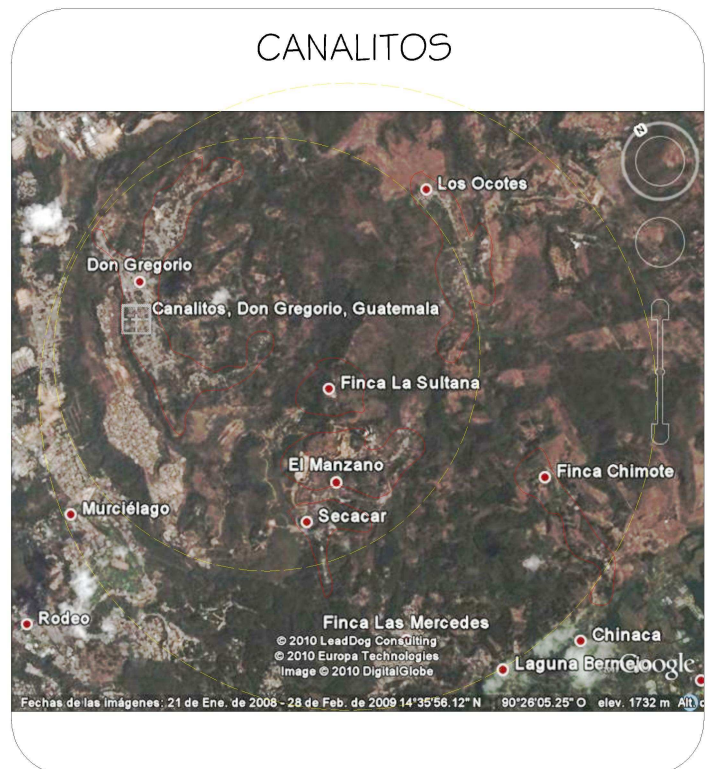 CANALITOS
N
Los Ocotes
Don Gregorio
Canalitos, Don Gregorio, Guatemala
Finca La Sultana
El Manzano
Finca Chimote
Murciélago
Secacar
Rodeo
Finca Las Mercedes
Chinaca
© 2010 LeadDog Consulting
© 2010 Europa Technologies
Image © 2010 DigitalGlobe
Laguna Bermeja
Google
Fechas de las imágenes: 21 de Ene. de 2008 - 28 de Feb. de 2009 14°35'56.12" N 90°26'05.25" O elev. 1732 m Alt.